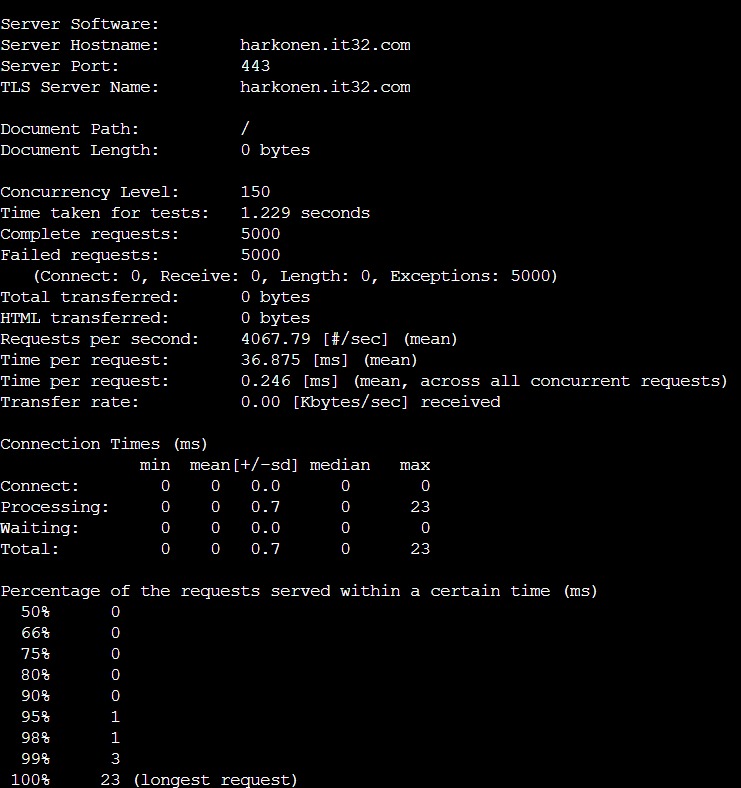 Server Software:
Server Hostname:        harkonen.it32.com
Server Port:            443
TLS Server Name:        harkonen.it32.com

Document Path:          /
Document Length:        0 bytes

Concurrency Level:      150
Time taken for tests:   1.229 seconds
Complete requests:      5000
Failed requests:        5000
   (Connect: 0, Receive: 0, Length: 0, Exceptions: 5000)
Total transferred:      0 bytes
HTML transferred:       0 bytes
Requests per second:    4067.79 [#/sec] (mean)
Time per request:       36.875 [ms] (mean)
Time per request:       0.246 [ms] (mean, across all concurrent requests)
Transfer rate:          0.00 [Kbytes/sec] received

Connection Times (ms)
              min  mean[+/-sd] median   max
Connect:        0    0   0.0      0       0
Processing:     0    0   0.7      0      23
Waiting:        0    0   0.0      0       0
Total:          0    0   0.7      0      23

Percentage of the requests served within a certain time (ms)
  50%      0
  66%      0
  75%      0
  80%      0
  90%      0
  95%      1
  98%      1
  99%      3
 100%     23 (longest request)